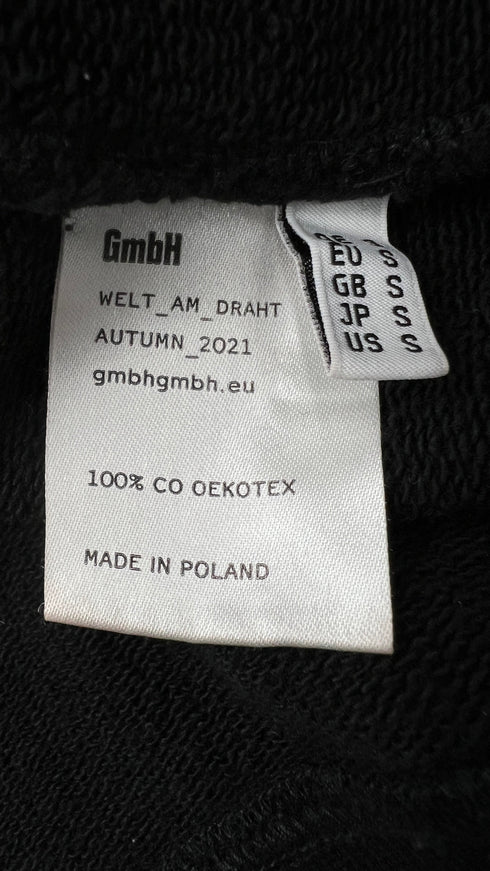 GmbH
WELT_AM_DRAHT
AUTUMN_2021
gmbhgmbh.eu
100% CO OEKOTEX
MADE IN POLAND
EU S
GB S
JP S
US S